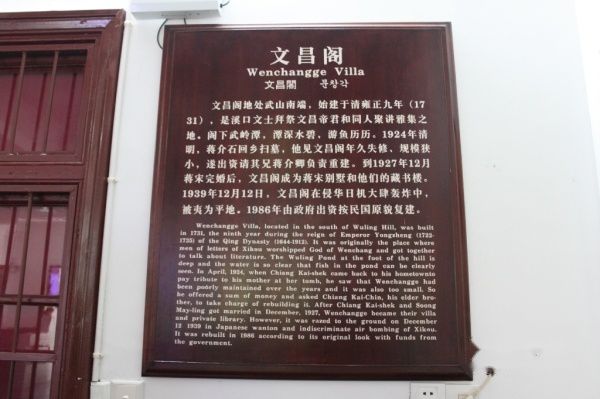 文昌阁
Wenchangge Villa
文昌閣 문창각
文昌阁地处武山南端，始建于清雍正九年（17
31），是溪口文士拜祭文昌帝君和同人聚讲雅集之
地。阁下武岭潭，潭深水碧、游鱼历历。1924年清
明，蒋介石回乡扫墓，他见文昌阁年久失修、规模狭
小，遂出资请其兄蒋介卿负责重建。到1927年12月
蒋宋完婚后，文昌阁成为蒋宋别墅和他们的藏书楼。
1939年12月12日，文昌阁在侵华日机大肆轰炸中，
被夷为平地。1986年由政府出资按民国原貌复建。
Wenchangge Villa, located in the south of Wuling Hill, was built
in 1731, the ninth year during the reign of Emperor Yongzheng (1722-
1735) of the Qing Dynasty (1644-1912). It was originally the place where
men of letters of Xikou worshipped God of Wenchang and got together
to talk about literature. The Wuling Pond at the foot of the hill is
deep and the water is so clear that fish in the pond can be clearly
seen. In April, 1924, when Chiang Kai-shek came back to his hometownto
pay tribute to his mother at her tomb, he saw that Wenchangge had
been poorly maintained over the years and it was also too small. So
he offered a sum of money and asked Chiang Kai-Chin, his elder bro-
ther, to take charge of rebuilding it. After Chiang Kai-shek and Soong
May-ling got married in December, 1927, Wenchangge became their villa
and private library. However, it was razed to the ground on December
12 1939 in Japanese wanton and indiscriminate air bombing of Xikou.
It was rebuilt in 1986 according to its original look with funds from
the government.